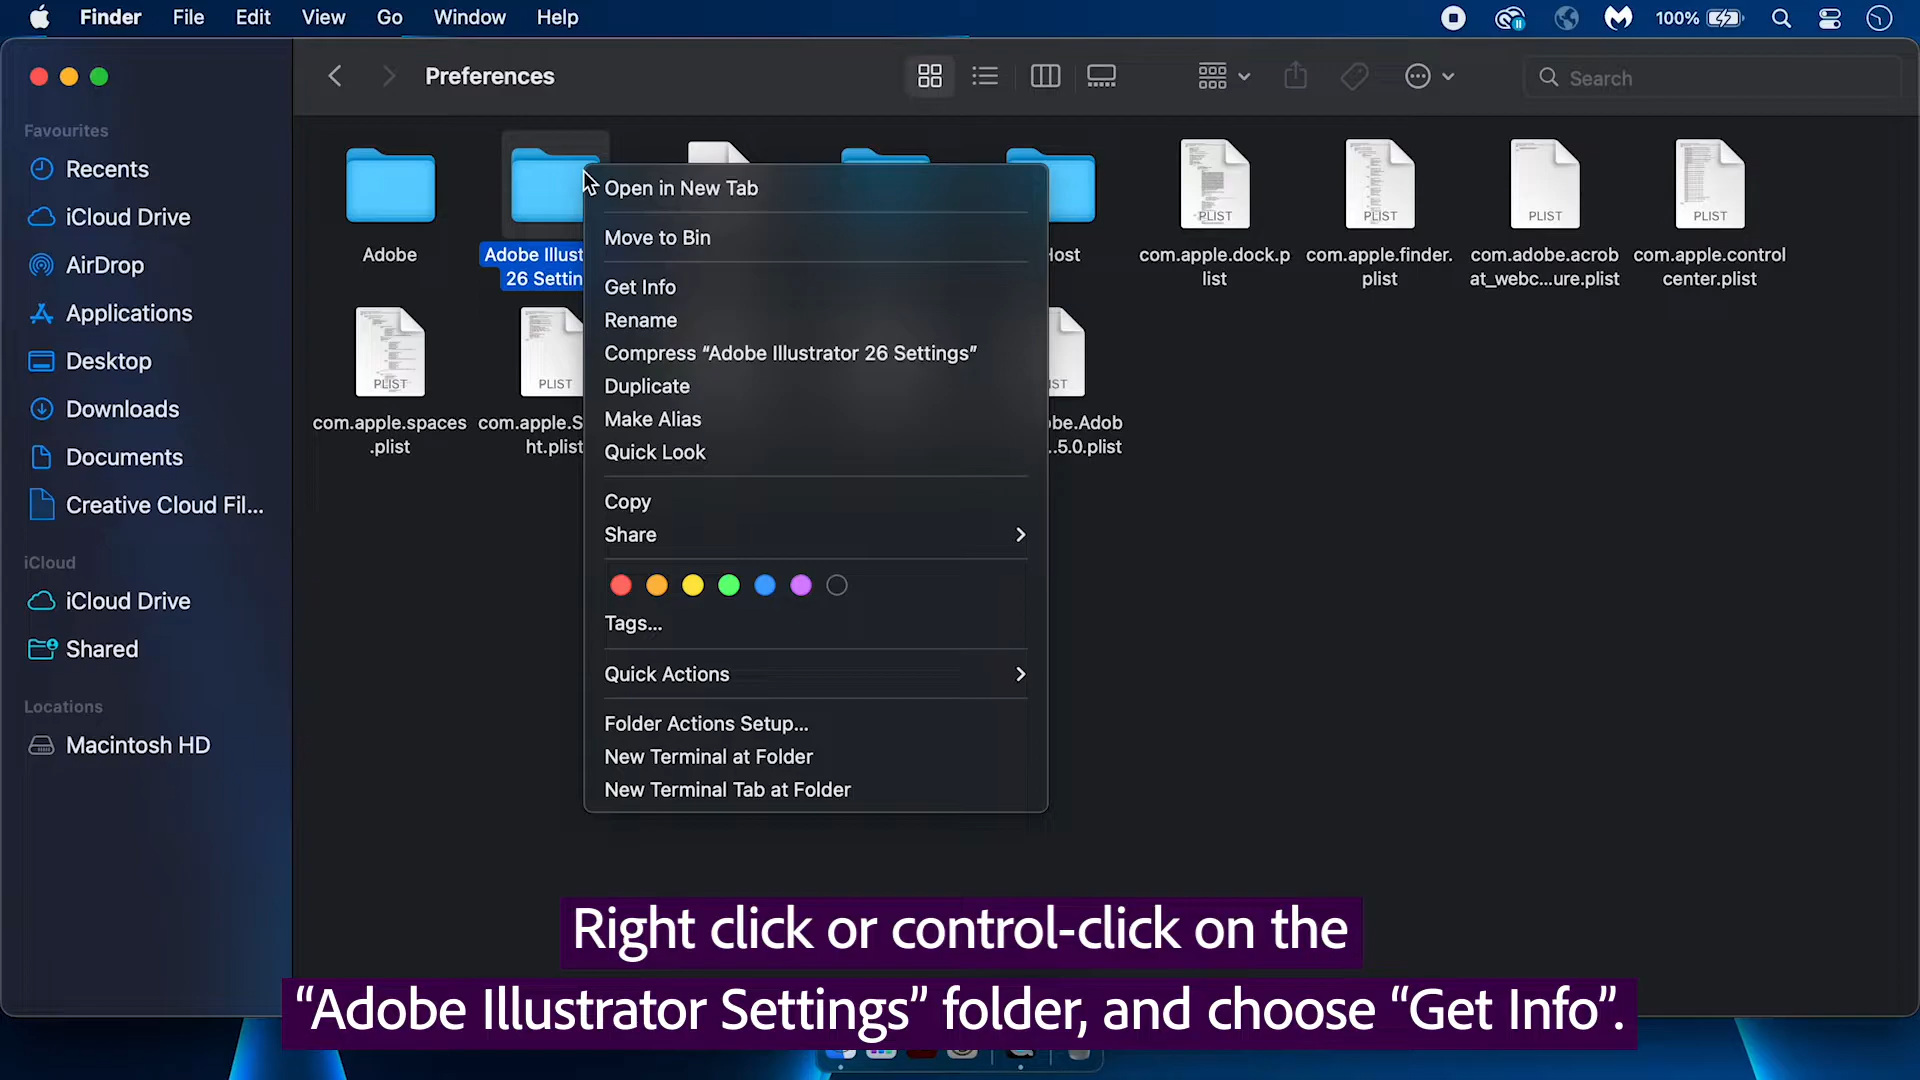 Finder File Edit View Go Window Help
100%
Preferences
Search
Favourites
Recents
iCloud Drive
AirDrop
Applications
Desktop
Downloads
Documents
Creative Cloud Fil...
iCloud
iCloud Drive
Shared
Locations
Macintosh HD
Adobe
Adobe Illust
26 Settin
Host
PLIST
com.apple.dock.p
list
PLIST
com.apple.finder.
plist
PLIST
com.adobe.acrob
at_webc...ure.plist
PLIST
com.apple.control
center.plist
PLIST
com.apple.spaces
.plist
PLIST
com.apple.S
ht.plist
IST
be.Adob
..5.0.plist
Open in New Tab
Move to Bin
Get Info
Rename
Compress “Adobe Illustrator 26 Settings”
Duplicate
Make Alias
Quick Look
Copy
Share
Tags...
Quick Actions
Folder Actions Setup...
New Terminal at Folder
New Terminal Tab at Folder
Right click or control-click on the
“Adobe Illustrator Settings” folder, and choose “Get Info”.